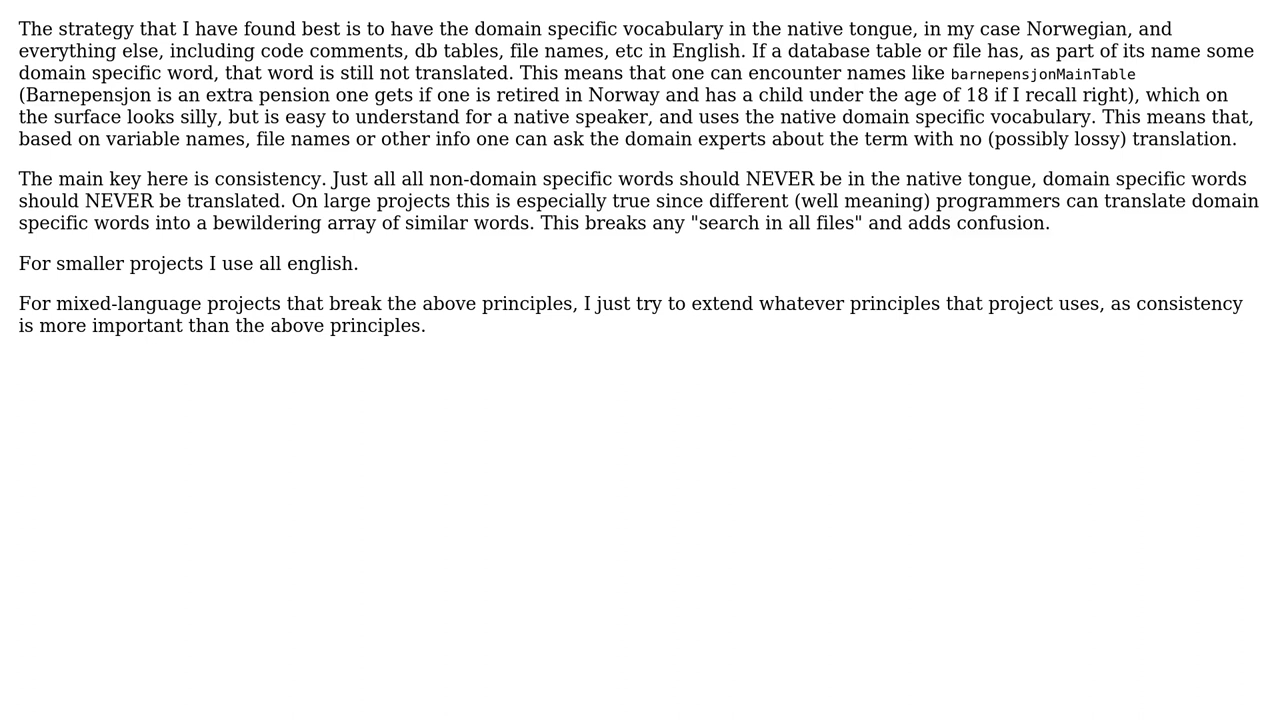 The strategy that I have found best is to have the domain specific vocabulary in the native tongue, in my case Norwegian, and
everything else, including code comments, db tables, file names, etc in English. If a database table or file has, as part of its name some
domain specific word, that word is still not translated. This means that one can encounter names like barnepensjonMainTable
(Barnepensjon is an extra pension one gets if one is retired in Norway and has a child under the age of 18 if I recall right), which on
the surface looks silly, but is easy to understand for a native speaker, and uses the native domain specific vocabulary. This means that,
based on variable names, file names or other info one can ask the domain experts about the term with no (possibly lossy) translation.
The main key here is consistency. Just all all non-domain specific words should NEVER be in the native tongue, domain specific words
should NEVER be translated. On large projects this is especially true since different (well meaning) programmers can translate domain
specific words into a bewildering array of similar words. This breaks any "search in all files" and adds confusion.
For smaller projects I use all english.
For mixed-language projects that break the above principles, I just try to extend whatever principles that project uses, as consistency
is more important than the above principles.